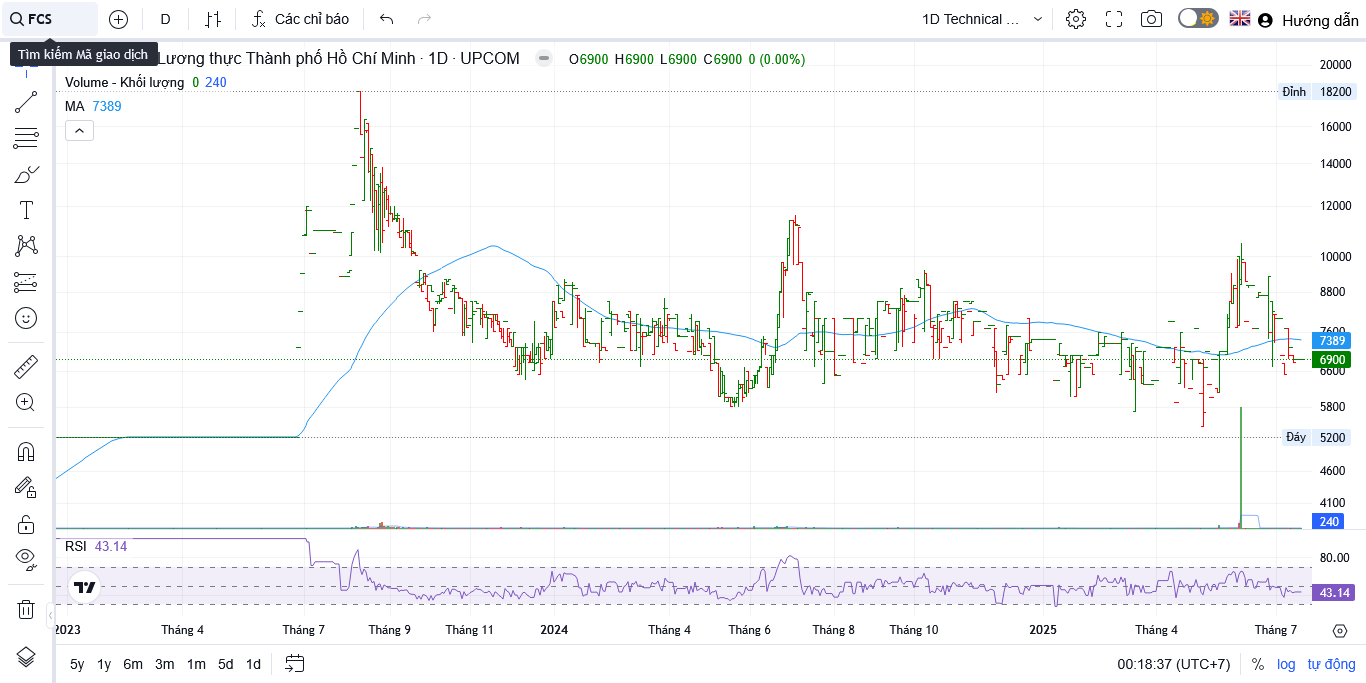 FCS
D
Các chỉ báo
1D Technical ...
Hướng dẫn
Tìm kiếm Mã giao dịch
Lương thực Thành phố Hồ Chí Minh · 1D · UPCOM
O6900 H6900 L6900 C6900 0 (0.00%)
Volume - Khối lượng 0 240
MA 7389
20000
Đỉnh 18200
16000
14000
12000
10000
8800
7600
7389
6900
6600
5800
Đáy 5200
4600
4100
240
RSI 43.14
80.00
43.14
2023 Tháng 4 Tháng 7 Tháng 9 Tháng 11 2024 Tháng 4 Tháng 6 Tháng 8 Tháng 10 2025 Tháng 4 Tháng 7
5y 1y 6m 3m 1m 5d 1d
00:18:37 (UTC+7) % log tự động